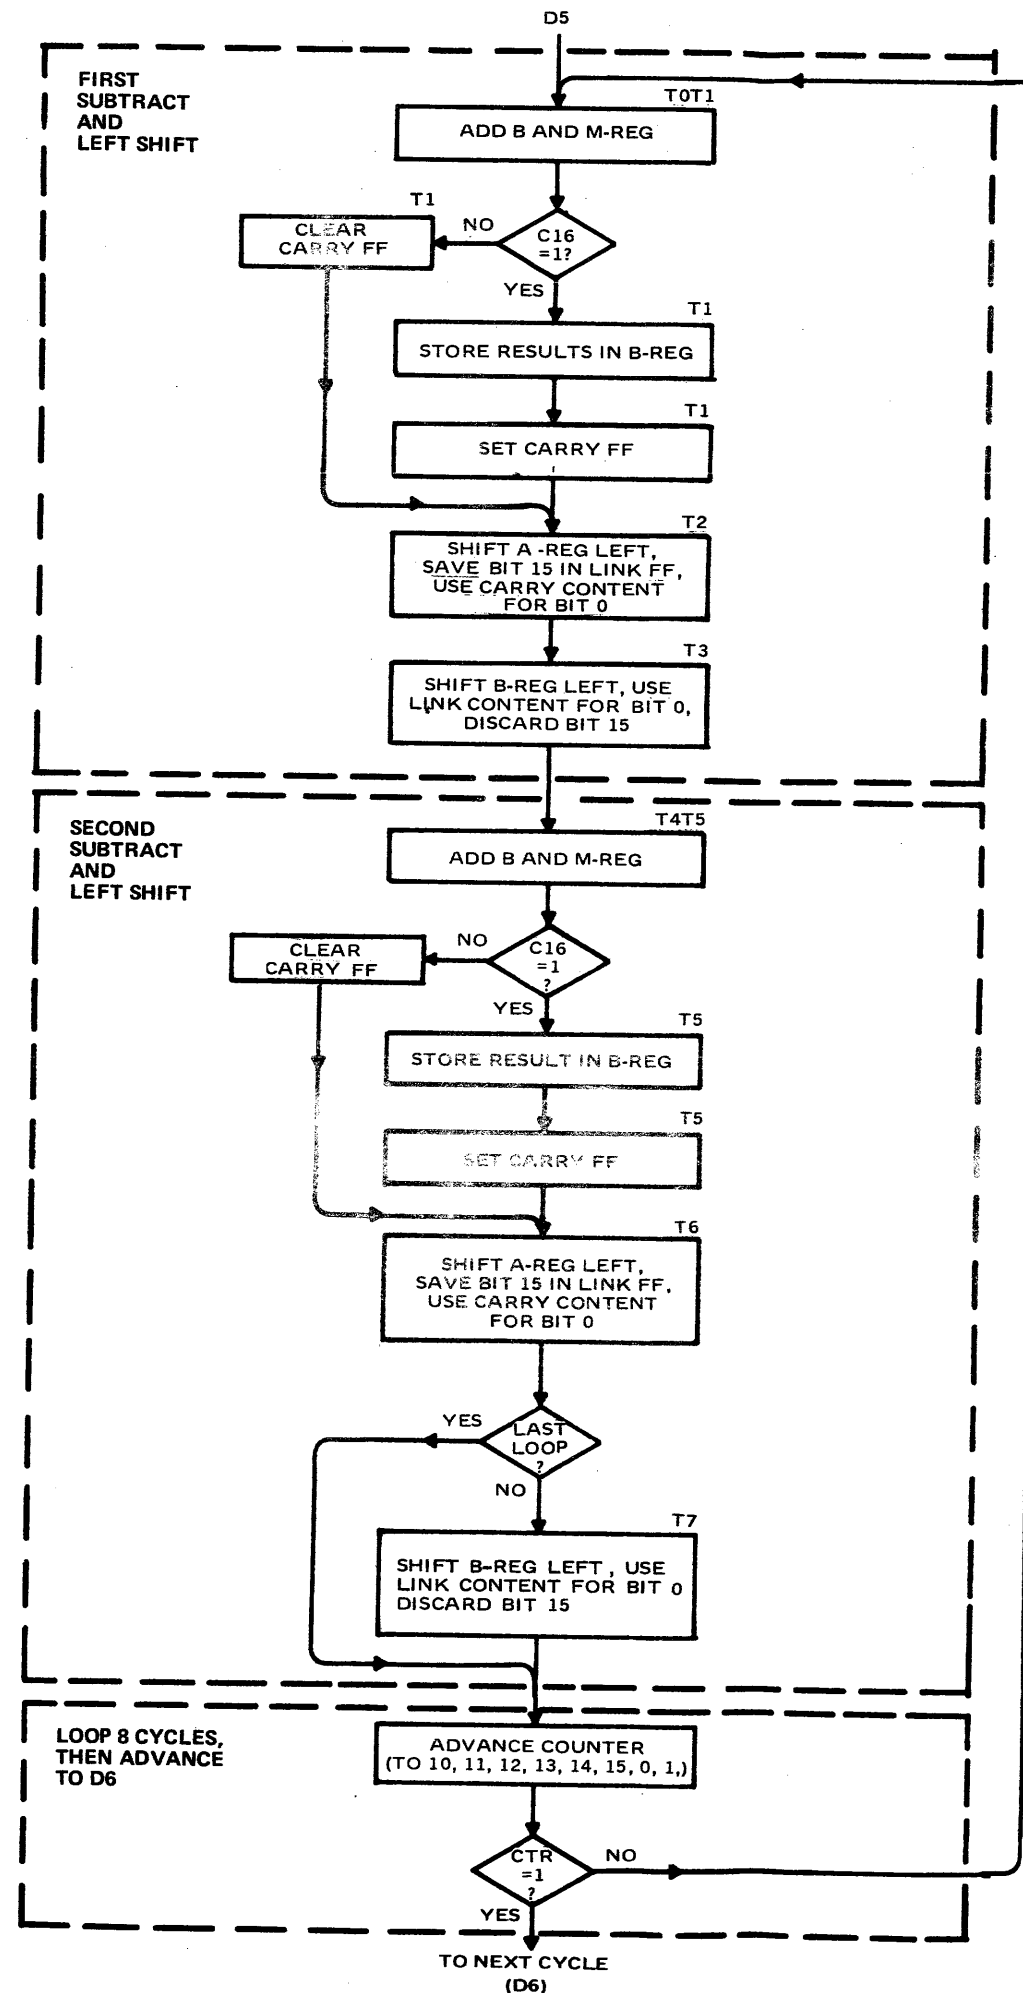 D5
FIRST
SUBTRACT
AND
LEFT SHIFT
T0T1
ADD B AND M-REG
T1
CLEAR
CARRY FF
NO
C16
=1?
YES
T1
STORE RESULTS IN B-REG
T1
SET CARRY FF
T2
SHIFT A -REG LEFT,
SAVE BIT 15 IN LINK FF,
USE CARRY CONTENT
FOR BIT 0
T3
SHIFT B-REG LEFT, USE
LINK CONTENT FOR BIT 0,
DISCARD BIT 15
SECOND
SUBTRACT
AND
LEFT SHIFT
T4T5
ADD B AND M-REG
CLEAR
CARRY FF
NO
C16
=1
?
YES
T5
STORE RESULT IN B-REG
T5
SET CARRY FF
T6
SHIFT A-REG LEFT,
SAVE BIT 15 IN LINK FF,
USE CARRY CONTENT
FOR BIT 0
YES
LAST
LOOP
?
NO
T7
SHIFT B-REG LEFT, USE
LINK CONTENT FOR BIT 0
DISCARD BIT 15
LOOP 8 CYCLES,
THEN ADVANCE
TO D6
ADVANCE COUNTER
(TO 10, 11, 12, 13, 14, 15, 0, 1,)
CTR
=1
?
NO
YES
TO NEXT CYCLE
(D6)